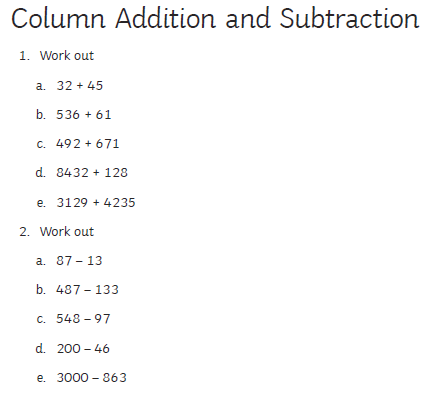 Column Addition and Subtraction
1. Work out
a. 32 + 45
b. 536 + 61
c. 492 + 671
d. 8432 + 128
e. 3129 + 4235
2. Work out
a. 87 – 13
b. 487 – 133
c. 548 – 97
d. 200 – 46
e. 3000 – 863